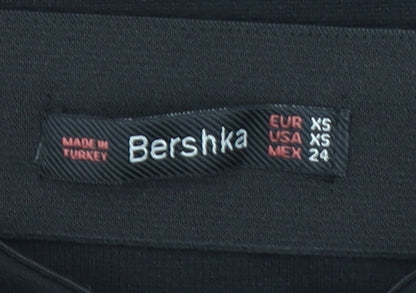 MADE IN
TURKEY
Bershka
EUR XS
USA XS
MEX 24